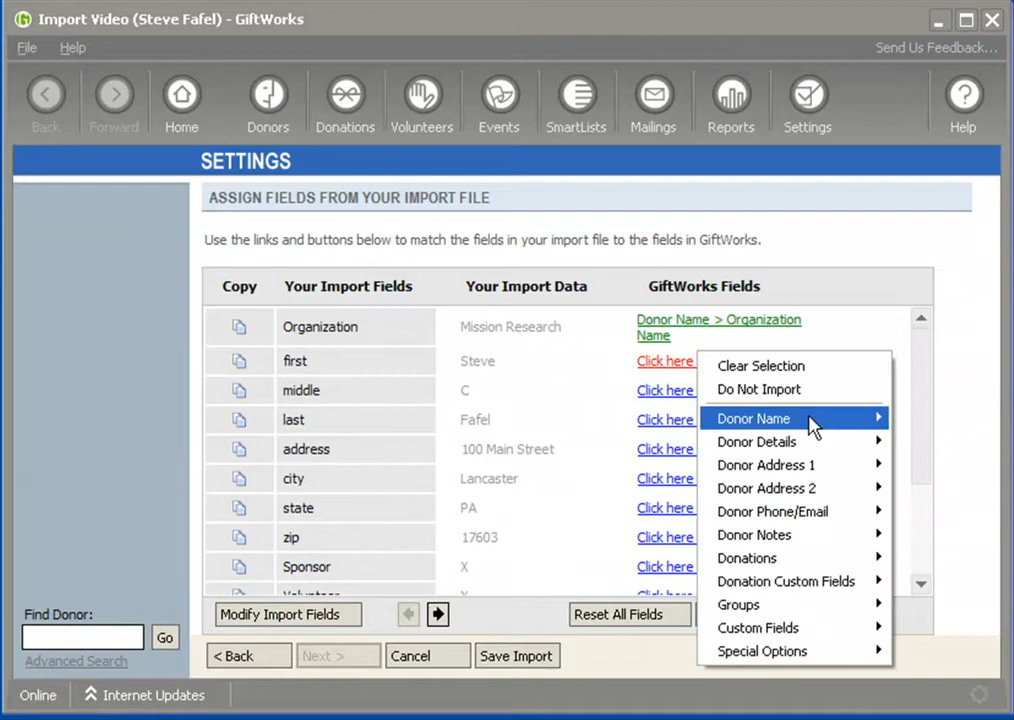 Import Video (Steve Fafel) - GiftWorks
File Help Send Us Feedback...
Back Forward Home Donors Donations Volunteers Events SmartLists Mailings Reports Settings Help
SETTINGS
ASSIGN FIELDS FROM YOUR IMPORT FILE
Use the links and buttons below to match the fields in your import file to the fields in GiftWorks.
Copy Your Import Fields Your Import Data GiftWorks Fields
Organization Mission Research Donor Name > Organization
Name
first Steve Click here
middle C Click here
last Fafel Click here
address 100 Main Street Click here
city Lancaster Click here
state PA Click here
zip 17603 Click here
Sponsor X Click here
Clear Selection
Do Not Import
Donor Name
Donor Details
Donor Address 1
Donor Address 2
Donor Phone/Email
Donor Notes
Donations
Donation Custom Fields
Groups
Custom Fields
Special Options
Find Donor:
Go
Advanced Search
Modify Import Fields Reset All Fields
< Back Next > Cancel Save Import
Online Internet Updates